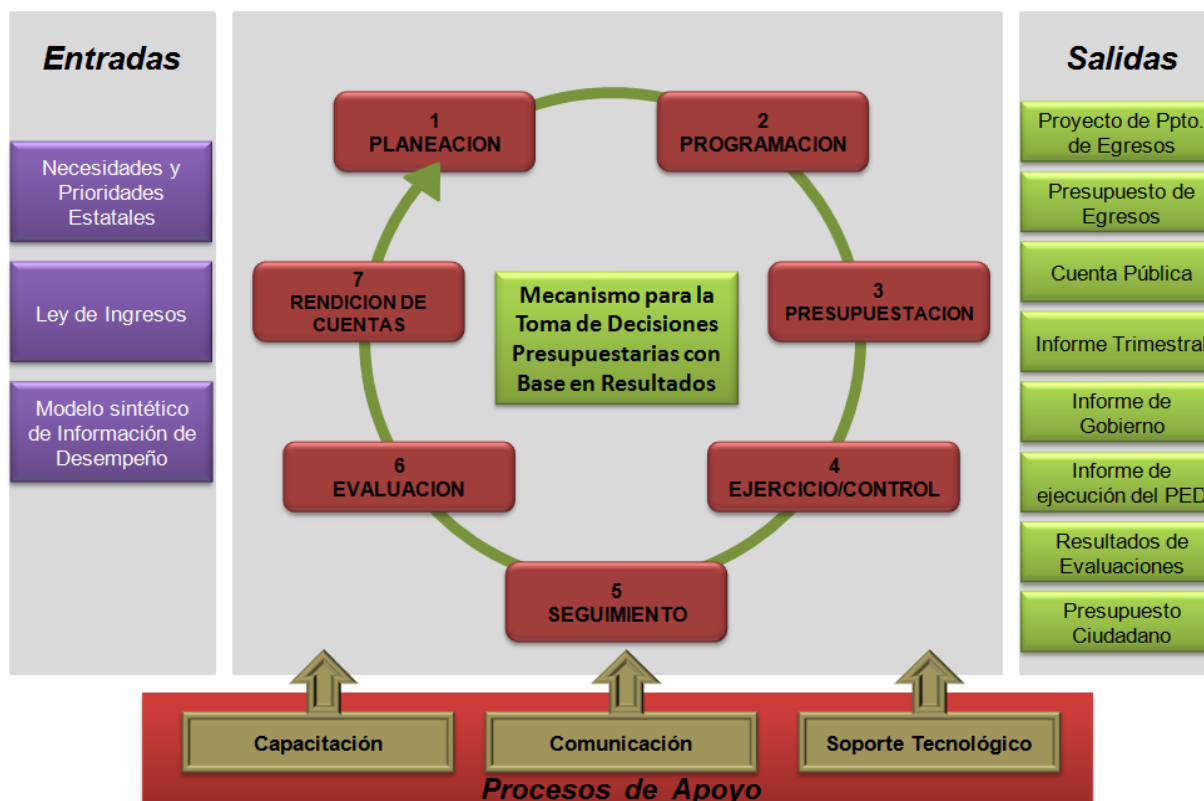 Entradas
Necesidades y
Prioridades
Estatales
Ley de Ingresos
Modelo sintético
de Información de
Desempeño
1
PLANEACION
2
PROGRAMACION
3
PRESUPUESTACION
4
EJERCICIO/CONTROL
5
SEGUIMIENTO
6
EVALUACION
7
RENDICION DE
CUENTAS
Mecanismo para la
Toma de Decisiones
Presupuestarias con
Base en Resultados
Salidas
Proyecto de Ppto.
de Egresos
Presupuesto de
Egresos
Cuenta Pública
Informe Trimestral
Informe de
Gobierno
Informe de
ejecución del PED
Resultados de
Evaluaciones
Presupuesto
Ciudadano
Capacitación
Comunicación
Soporte Tecnológico
Procesos de Apoyo